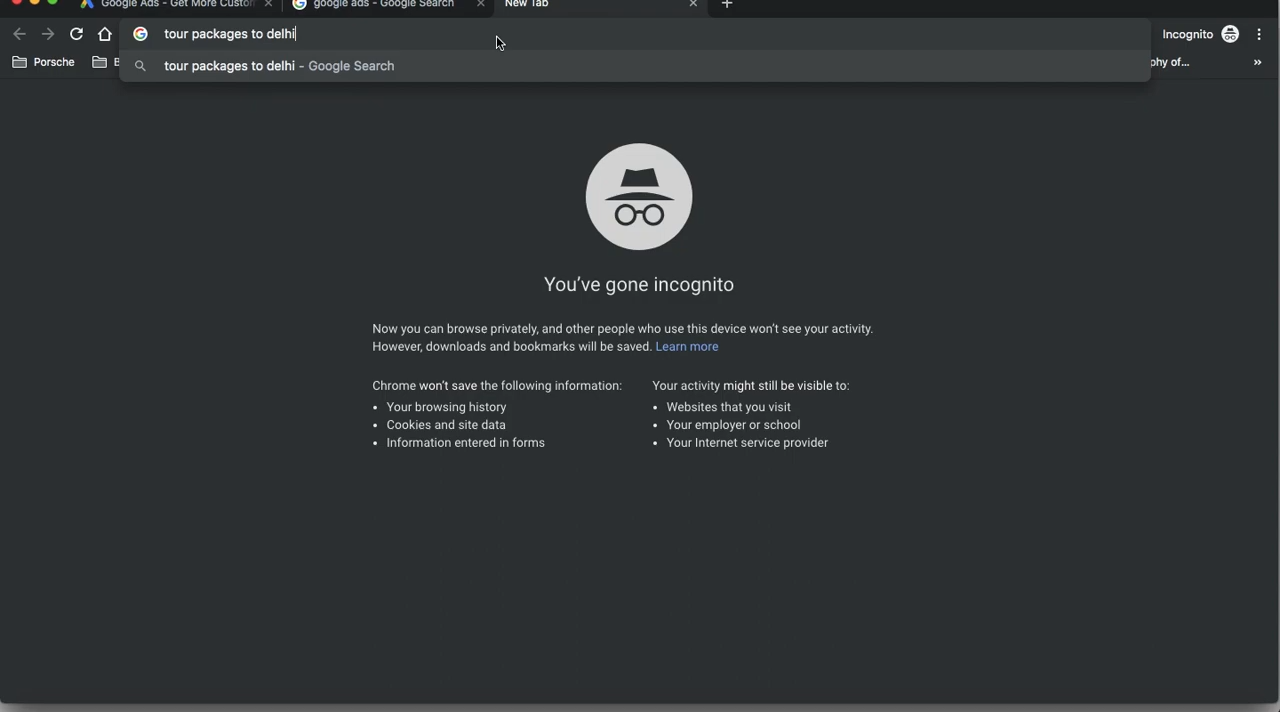 Google Ads - Get More Custom
google ads - Google Search
New Tab
tour packages to delhi
Incognito
Porsche
B
tour packages to delhi - Google Search
phy of...
You've gone incognito
Now you can browse privately, and other people who use this device won't see your activity.
However, downloads and bookmarks will be saved. Learn more
Chrome won't save the following information:
• Your browsing history
• Cookies and site data
• Information entered in forms
Your activity might still be visible to:
• Websites that you visit
• Your employer or school
• Your Internet service provider